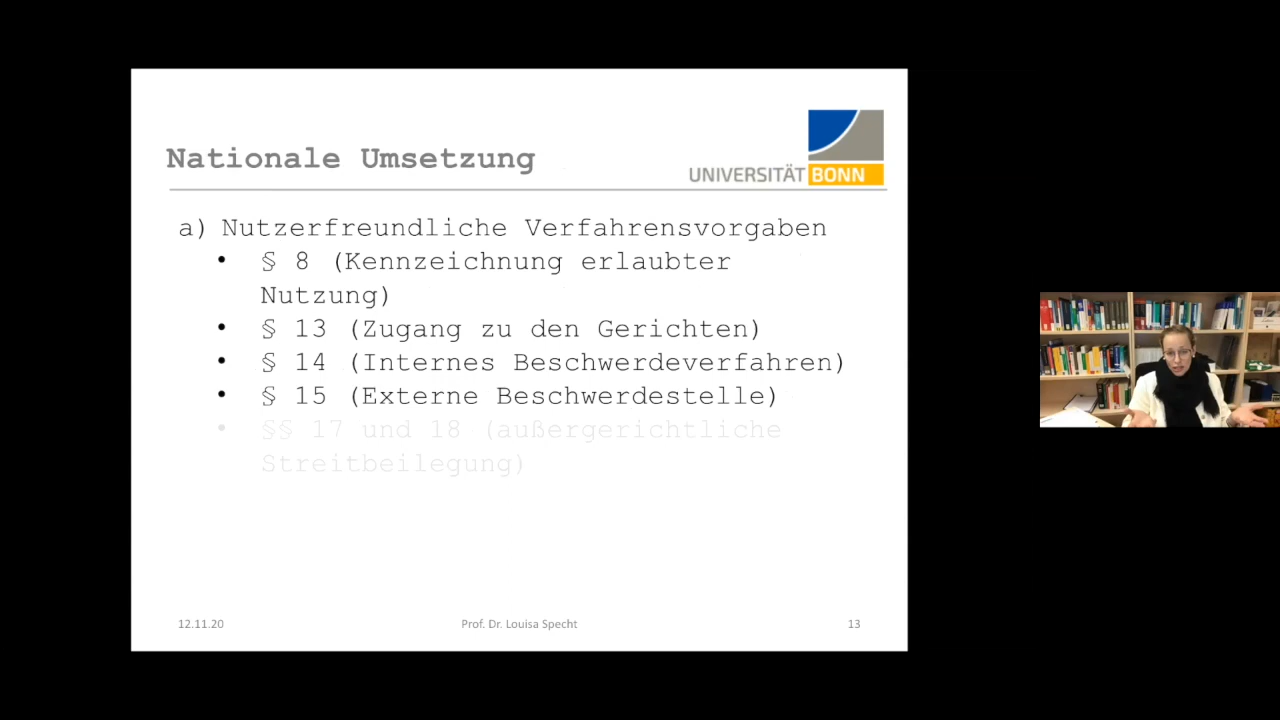 Nationale Umsetzung
UNIVERSITÄT BONN
a) Nutzerfreundliche Verfahrensvorgaben
• § 8 (Kennzeichnung erlaubter
Nutzung)
• § 13 (Zugang zu den Gerichten)
• § 14 (Internes Beschwerdeverfahren)
• § 15 (Externe Beschwerdestelle)
• §§ 17 und 18 (außergerichtliche
Streitbeilegung)
12.11.20 Prof. Dr. Louisa Specht 13